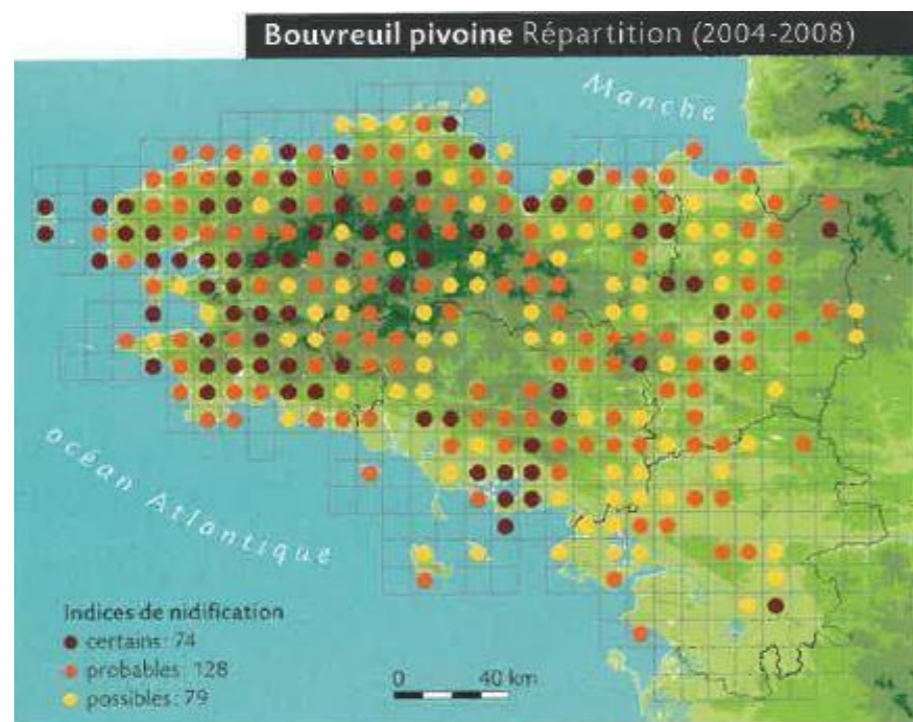 Bouvreuil pivoine Répartition (2004-2008)
Manche
océan Atlantique
Indices de nidification
certains: 74
probables: 128
possibles: 79
0 40 km